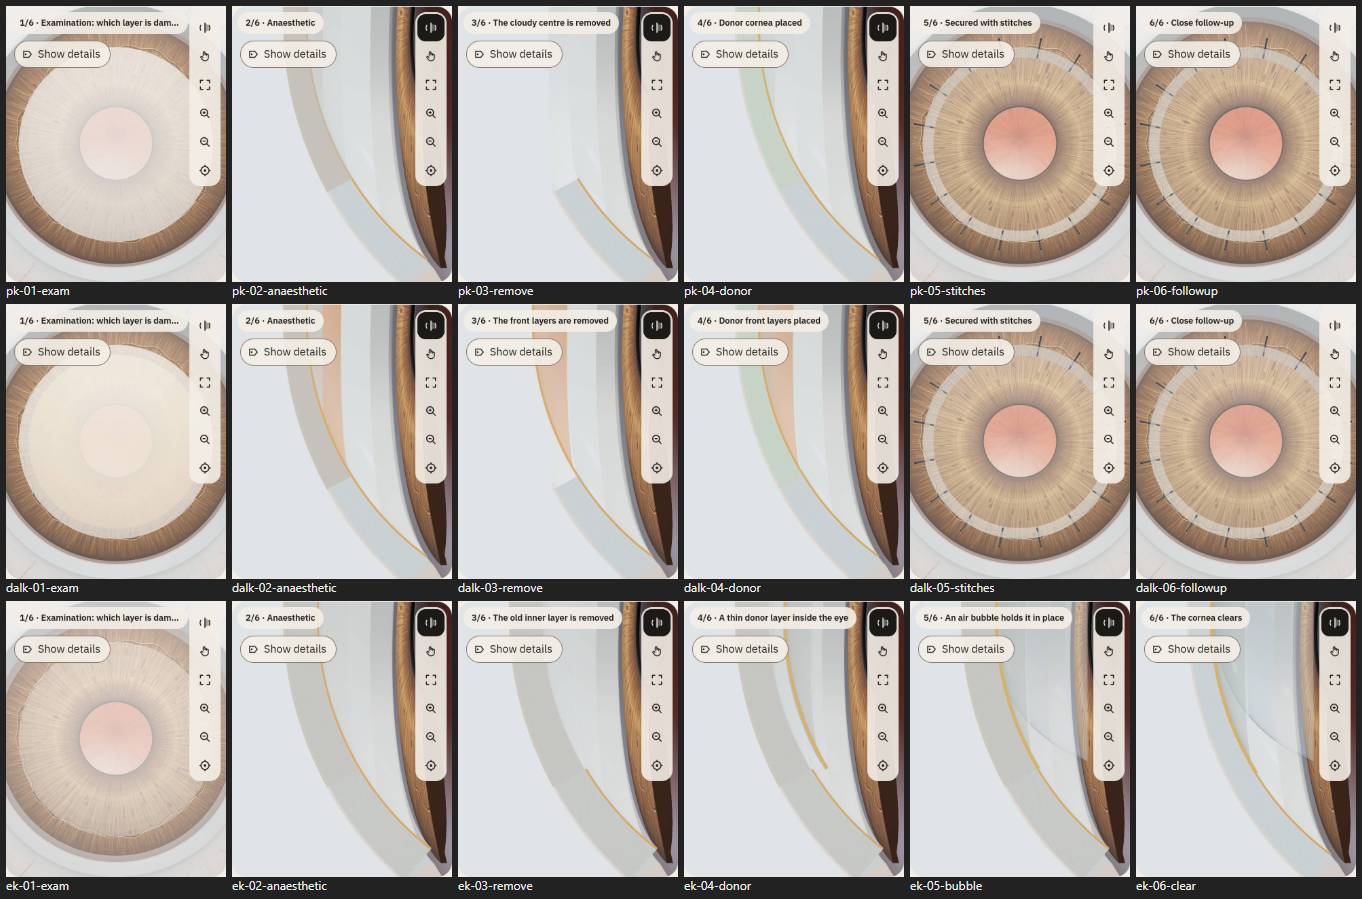 1/6 · Examination: which layer is dam...
Show details
pk-01-exam
2/6 · Anaesthetic
Show details
pk-02-anaesthetic
3/6 · The cloudy centre is removed
Show details
pk-03-remove
4/6 · Donor cornea placed
Show details
pk-04-donor
5/6 · Secured with stitches
Show details
pk-05-stitches
6/6 · Close follow-up
Show details
pk-06-followup
1/6 · Examination: which layer is dam...
Show details
dalk-01-exam
2/6 · Anaesthetic
Show details
dalk-02-anaesthetic
3/6 · The front layers are removed
Show details
dalk-03-remove
4/6 · Donor front layers placed
Show details
dalk-04-donor
5/6 · Secured with stitches
Show details
dalk-05-stitches
6/6 · Close follow-up
Show details
dalk-06-followup
1/6 · Examination: which layer is dam...
Show details
ek-01-exam
2/6 · Anaesthetic
Show details
ek-02-anaesthetic
3/6 · The old inner layer is removed
Show details
ek-03-remove
4/6 · A thin donor layer inside the eye
Show details
ek-04-donor
5/6 · An air bubble holds it in place
Show details
ek-05-bubble
6/6 · The cornea clears
Show details
ek-06-clear